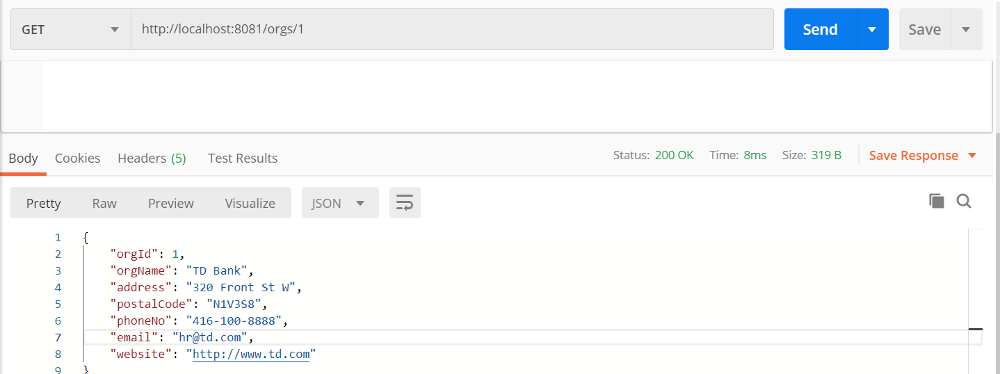 GET http://localhost:8081/orgs/1 Send Save
Body Cookies Headers (5) Test Results Status: 200 OK Time: 8ms Size: 319 B Save Response
Pretty Raw Preview Visualize JSON
1 {
2 "orgId": 1,
3 "orgName": "TD Bank",
4 "address": "320 Front St W",
5 "postalCode": "N1V3S8",
6 "phoneNo": "416-100-8888",
7 "email": "hr@td.com",
8 "website": "http://www.td.com"
9 }